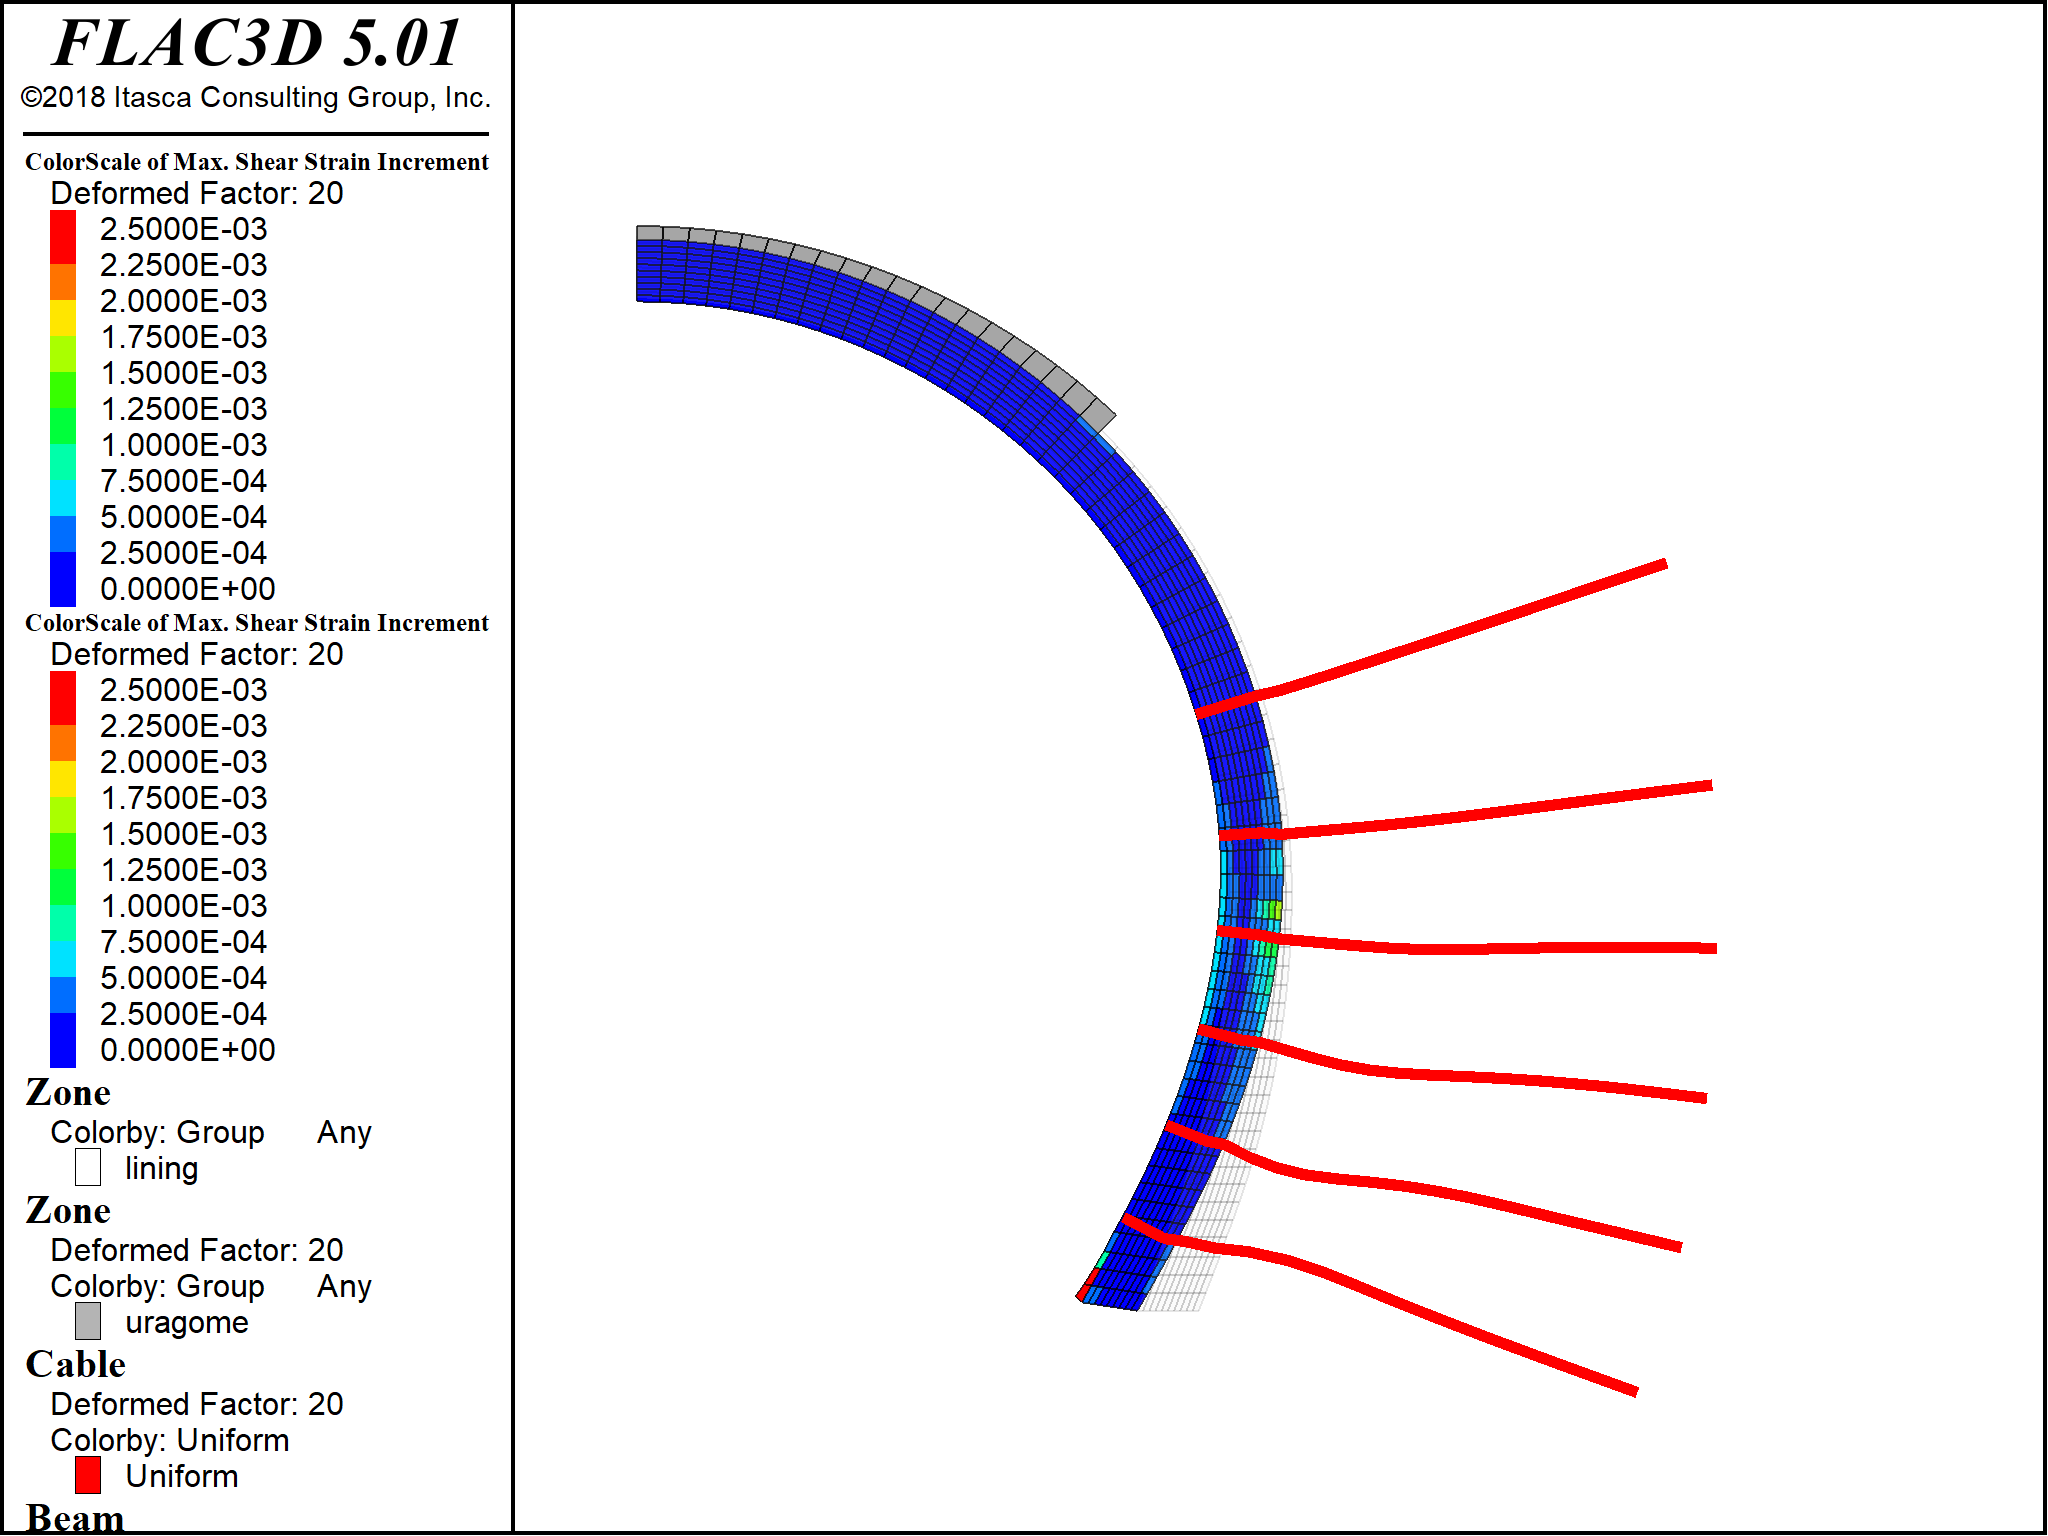 FLAC3D 5.01
©2018 Itasca Consulting Group, Inc.
ColorScale of Max. Shear Strain Increment
Deformed Factor: 20
2.5000E-03
2.2500E-03
2.0000E-03
1.7500E-03
1.5000E-03
1.2500E-03
1.0000E-03
7.5000E-04
5.0000E-04
2.5000E-04
0.0000E+00
ColorScale of Max. Shear Strain Increment
Deformed Factor: 20
2.5000E-03
2.2500E-03
2.0000E-03
1.7500E-03
1.5000E-03
1.2500E-03
1.0000E-03
7.5000E-04
5.0000E-04
2.5000E-04
0.0000E+00
Zone
Colorby: Group Any
lining
Zone
Deformed Factor: 20
Colorby: Group Any
uragome
Cable
Deformed Factor: 20
Colorby: Uniform
Uniform
Beam